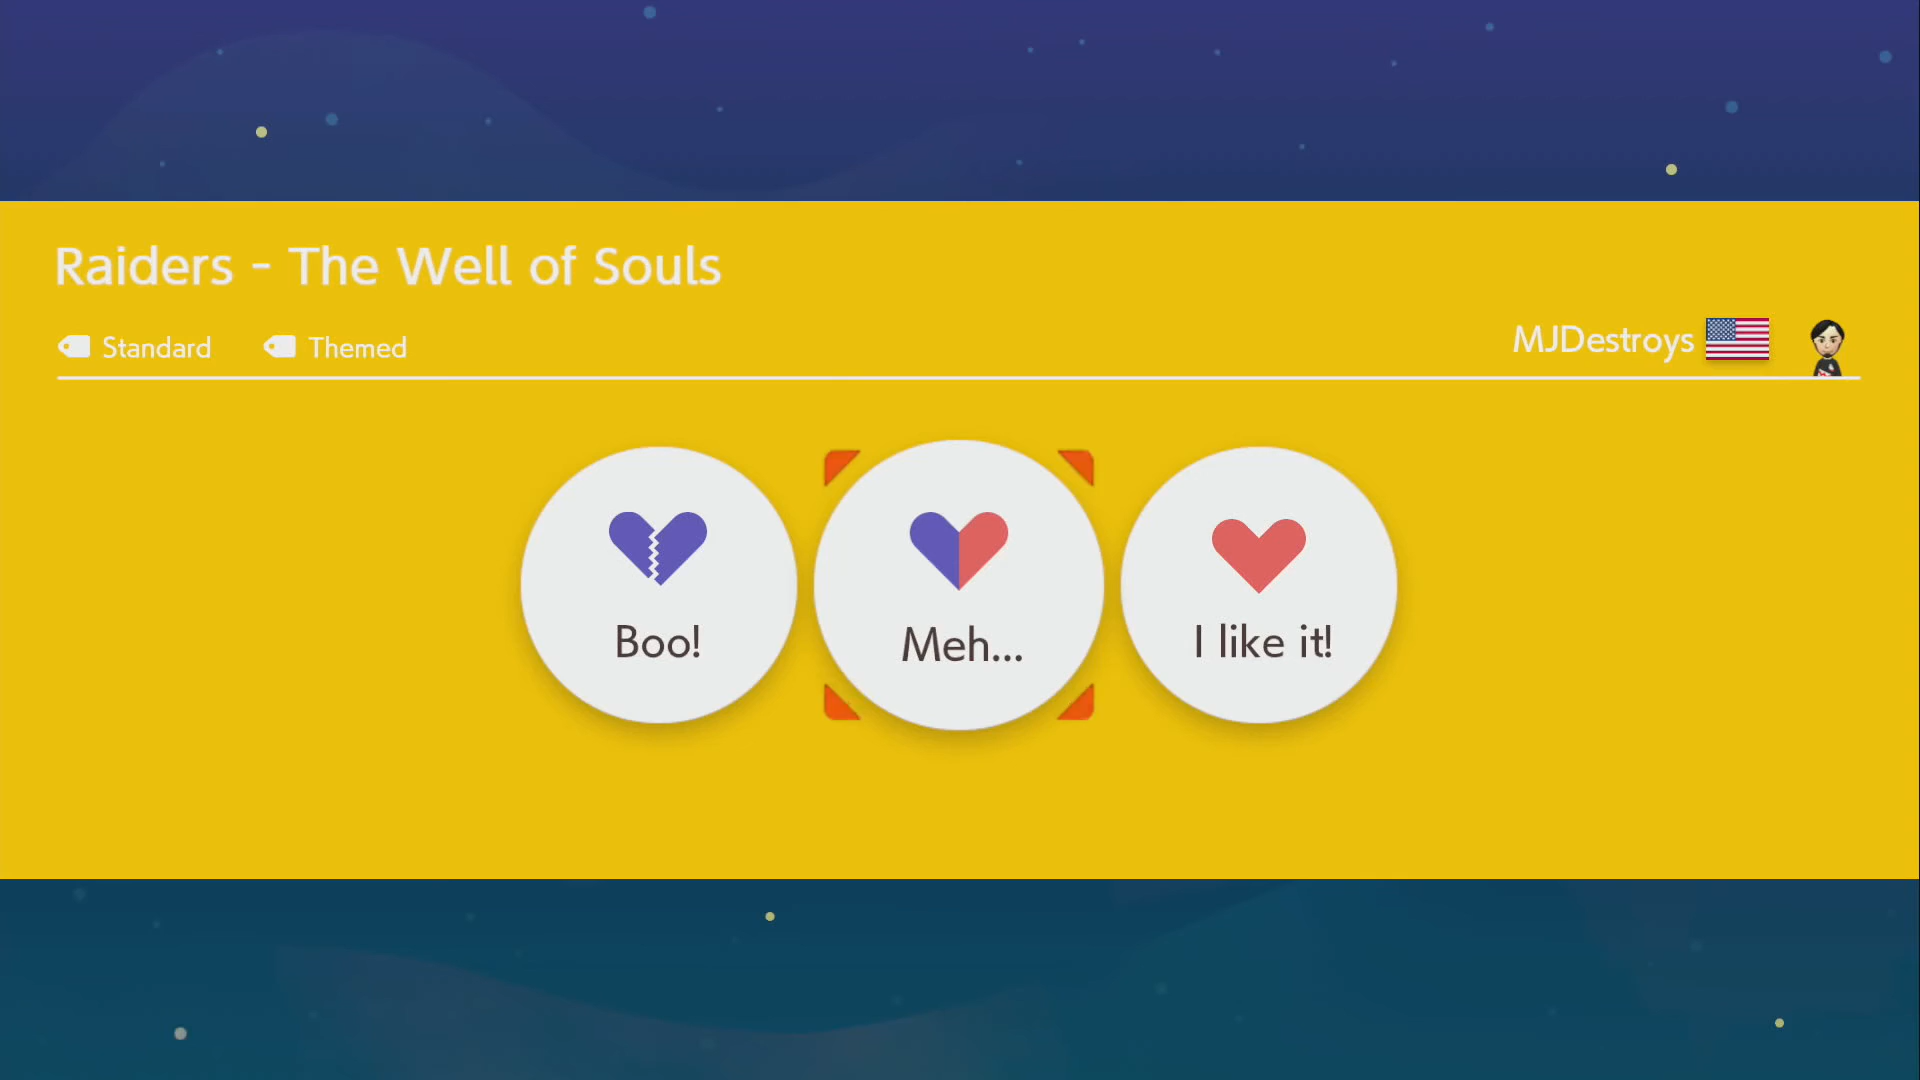 Raiders - The Well of Souls
Standard Themed
MJDestroys
Boo!
Meh...
I like it!